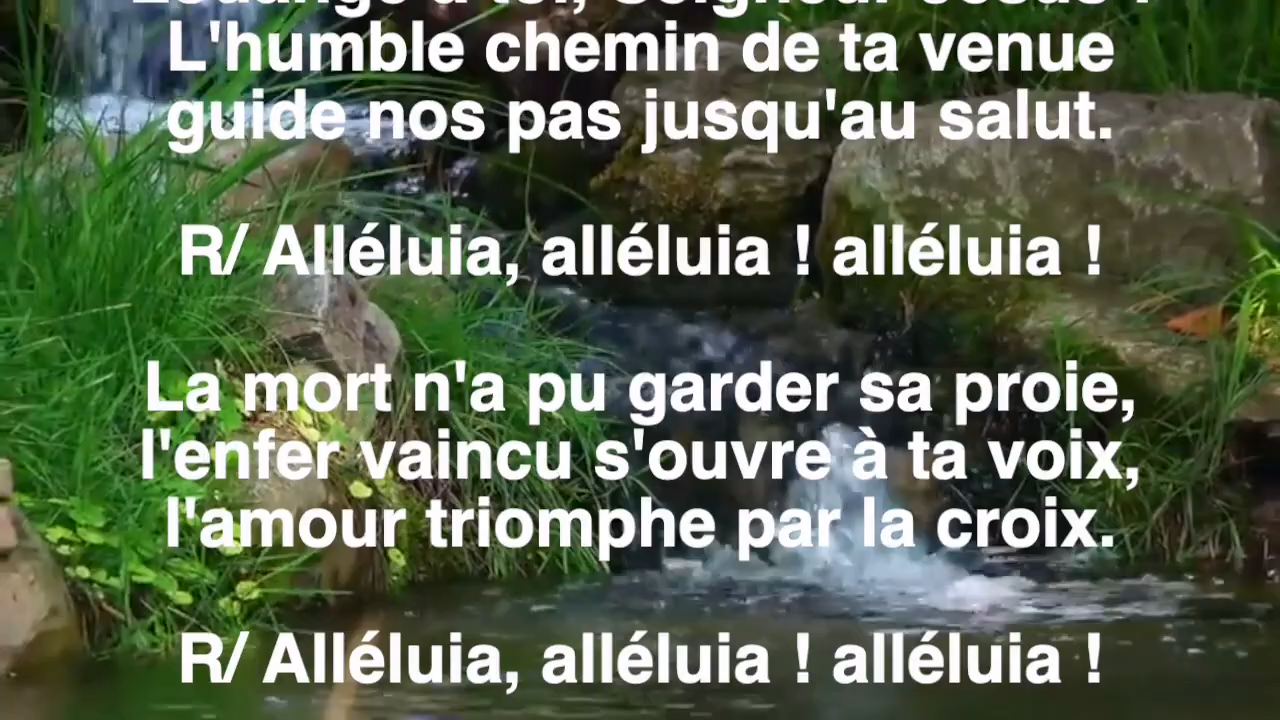 L'humble chemin de ta venue
guide nos pas jusqu'au salut.
R/ Alléluia, alléluia ! alléluia !
La mort n'a pu garder sa proie,
l'enfer vaincu s'ouvre à ta voix,
l'amour triomphe par la croix.
R/ Alléluia, alléluia ! alléluia !